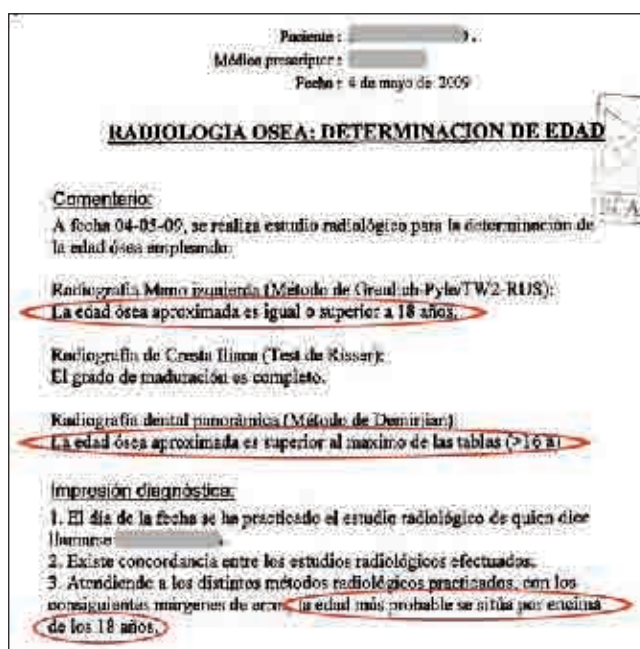 Paciente :
Médico prescriptor :
Fecha : 4 de mayo de 2009
RADIOLOGIA OSEA: DETERMINACION DE EDAD
Comentario:
A fecha 04-05-09, se realiza estudio radiológico para la determinación de
la edad ósea empleando:
Radiografía Mano izquierda (Método de Greulich-Pyle/TW2-RUS):
La edad ósea aproximada es igual o superior a 18 años.
Radiografía de Cresta Iliaca (Test de Risser):
El grado de maduración es completo.
Radiografía dental panorámica (Método de Demirjian)
La edad ósea aproximada es superior al maximo de las tablas (>16 a)
Impresión diagnóstica:
1. El día de la fecha se ha practicado el estudio radiológico de quien dice
llamarse
2. Existe concordancia entre los estudios radiológicos efectuados.
3. Atendiendo a los distintos métodos radiológicos practicados, con los
consiguientes márgenes de error, la edad más probable se sitúa por encima
de los 18 años.